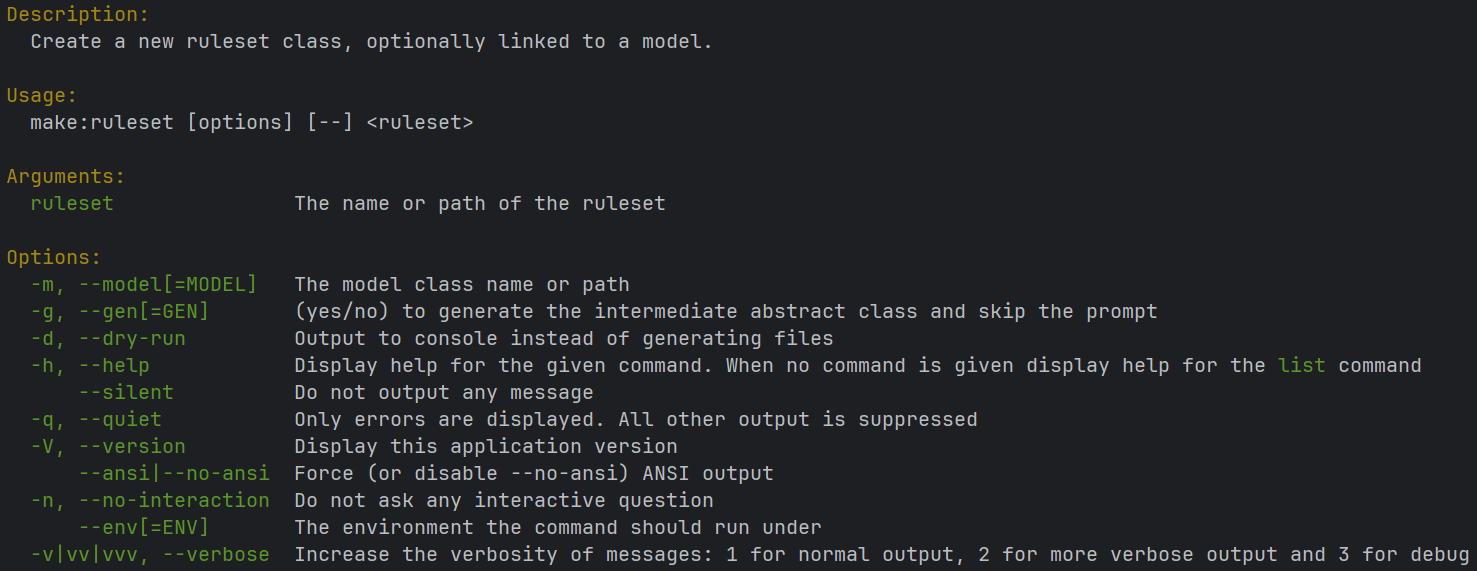 Description:
  Create a new ruleset class, optionally linked to a model.

Usage:
  make:ruleset [options] [--] <ruleset>

Arguments:
  ruleset               The name or path of the ruleset

Options:
  -m, --model[=MODEL]   The model class name or path
  -g, --gen[=GEN]       (yes/no) to generate the intermediate abstract class and skip the prompt
  -d, --dry-run         Output to console instead of generating files
  -h, --help            Display help for the given command. When no command is given display help for the list command
      --silent          Do not output any message
  -q, --quiet           Only errors are displayed. All other output is suppressed
  -V, --version         Display this application version
      --ansi|--no-ansi  Force (or disable --no-ansi) ANSI output
  -n, --no-interaction  Do not ask any interactive question
      --env[=ENV]       The environment the command should run under
  -v|vv|vvv, --verbose  Increase the verbosity of messages: 1 for normal output, 2 for more verbose output and 3 for debug